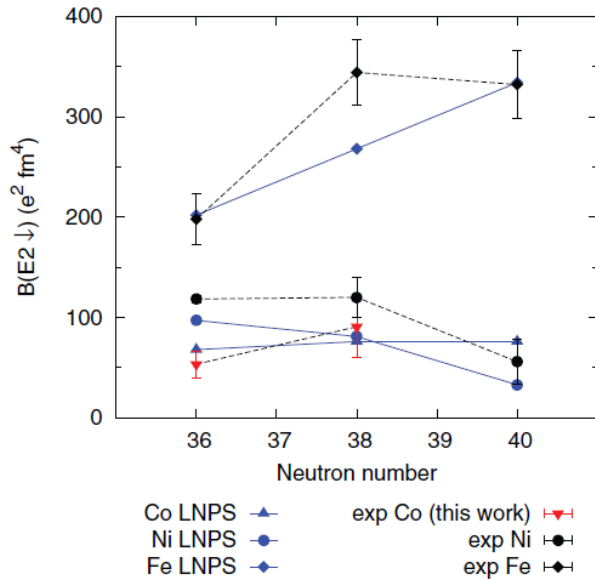 400
300
200
100
0
B(E2 ↓) (e² fm⁴)
36 37 38 39 40
Neutron number
Co LNPS exp Co (this work)
Ni LNPS exp Ni
Fe LNPS exp Fe